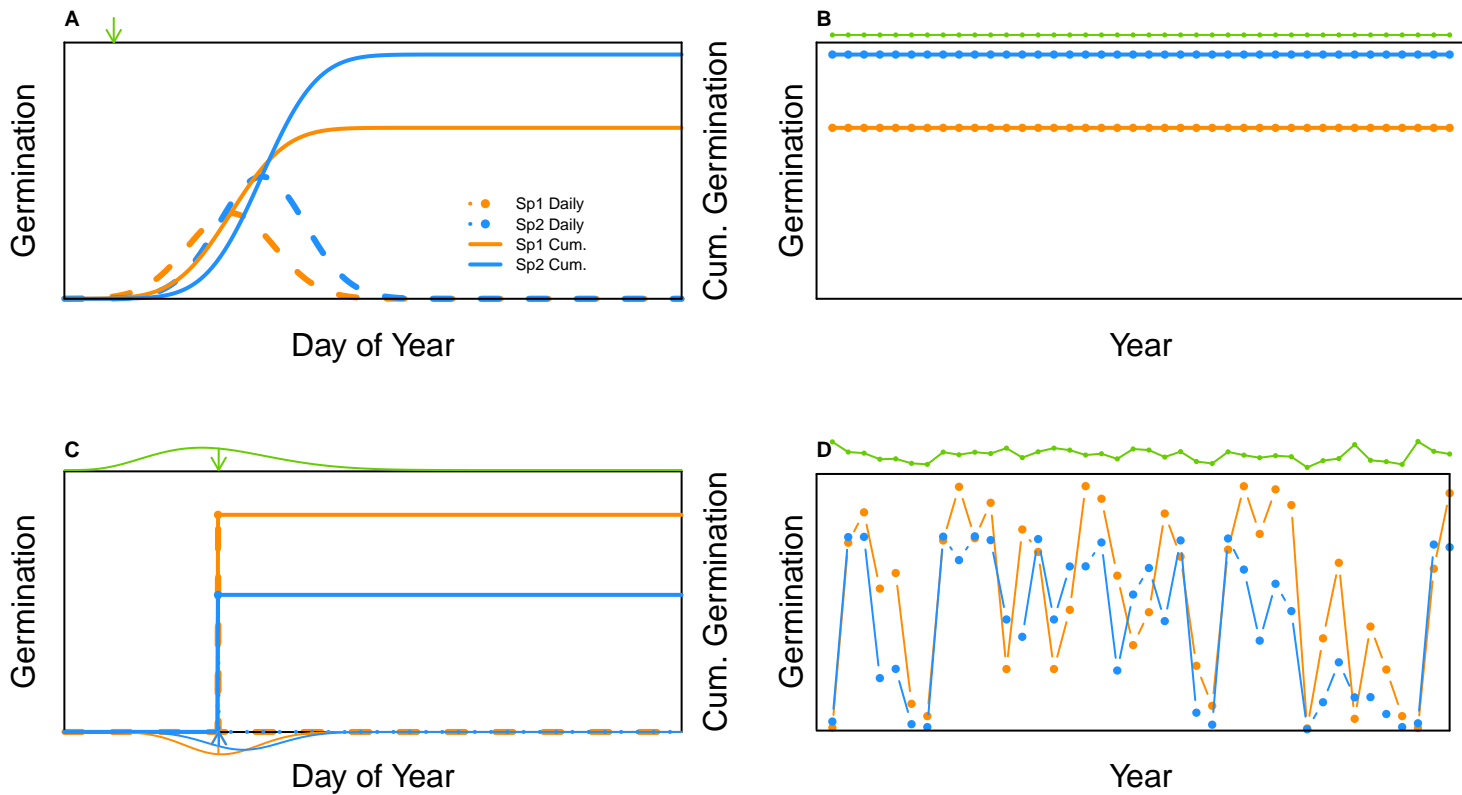 A
Germination
Cum. Germination
Sp1 Daily
Sp2 Daily
Sp1 Cum.
Sp2 Cum.
Day of Year
B
Germination
Year
C
Germination
Cum. Germination
Day of Year
D
Germination
Year